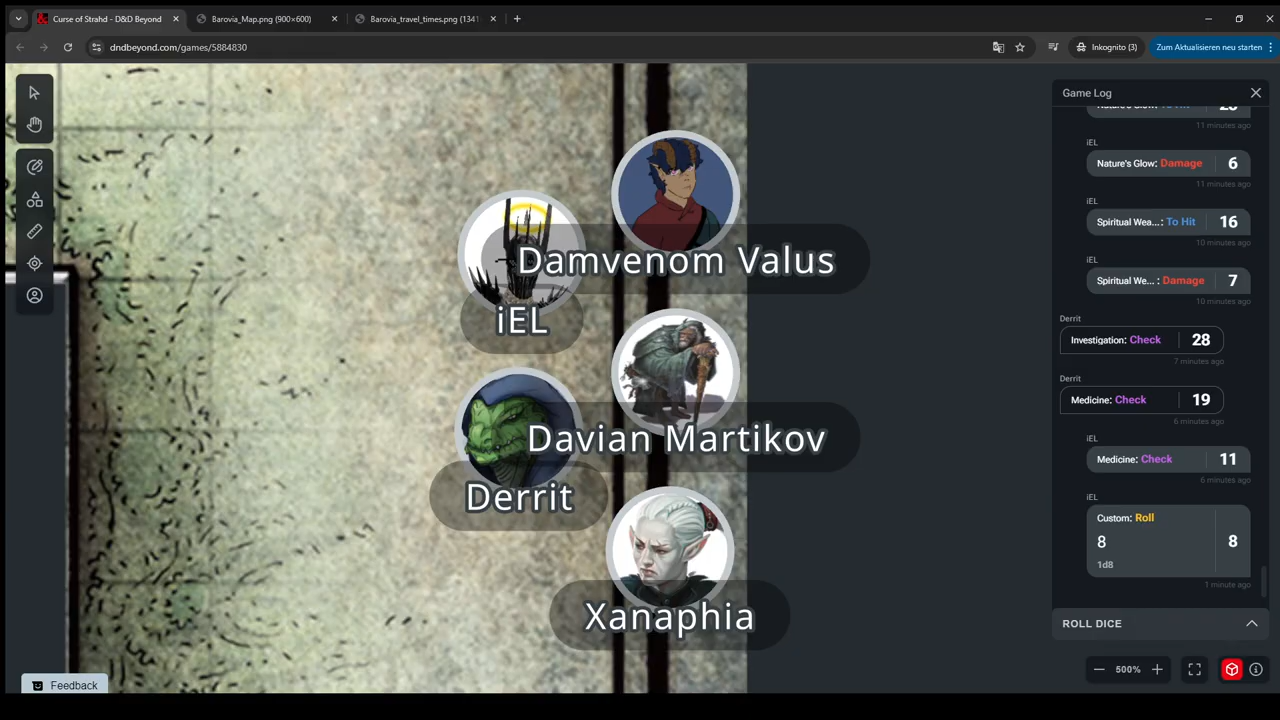 Curse of Strahd - D&D Beyond
Barovia_Map.png (900×600)
Barovia_travel_times.png (1341
dndbeyond.com/games/5884830
Inkognito (3)
Zum Aktualisieren neu starten
Game Log
11 minutes ago
iEL
Nature's Glow: Damage 6
11 minutes ago
iEL
Spiritual Wea...: To Hit 16
10 minutes ago
iEL
Spiritual We... : Damage 7
10 minutes ago
Derrit
Investigation: Check 28
7 minutes ago
Derrit
Medicine: Check 19
6 minutes ago
iEL
Medicine: Check 11
6 minutes ago
iEL
Custom: Roll
8 8
1d8
1 minute ago
ROLL DICE
500%
Damvenom Valus
iEL
Davian Martikov
Derrit
Xanaphia
Feedback